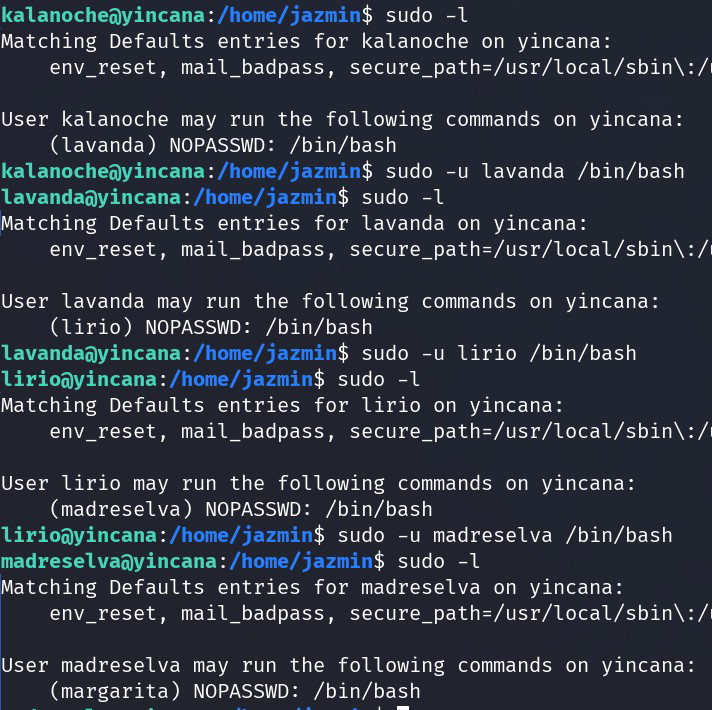 kalanoche@yincana:/home/jazmin$ sudo -l
Matching Defaults entries for kalanoche on yincana:
    env_reset, mail_badpass, secure_path=/usr/local/sbin\:/u
User kalanoche may run the following commands on yincana:
    (lavanda) NOPASSWD: /bin/bash
kalanoche@yincana:/home/jazmin$ sudo -u lavanda /bin/bash
lavanda@yincana:/home/jazmin$ sudo -l
Matching Defaults entries for lavanda on yincana:
    env_reset, mail_badpass, secure_path=/usr/local/sbin\:/u
User lavanda may run the following commands on yincana:
    (lirio) NOPASSWD: /bin/bash
lavanda@yincana:/home/jazmin$ sudo -u lirio /bin/bash
lirio@yincana:/home/jazmin$ sudo -l
Matching Defaults entries for lirio on yincana:
    env_reset, mail_badpass, secure_path=/usr/local/sbin\:/u
User lirio may run the following commands on yincana:
    (madreselva) NOPASSWD: /bin/bash
lirio@yincana:/home/jazmin$ sudo -u madreselva /bin/bash
madreselva@yincana:/home/jazmin$ sudo -l
Matching Defaults entries for madreselva on yincana:
    env_reset, mail_badpass, secure_path=/usr/local/sbin\:/u
User madreselva may run the following commands on yincana:
    (margarita) NOPASSWD: /bin/bash